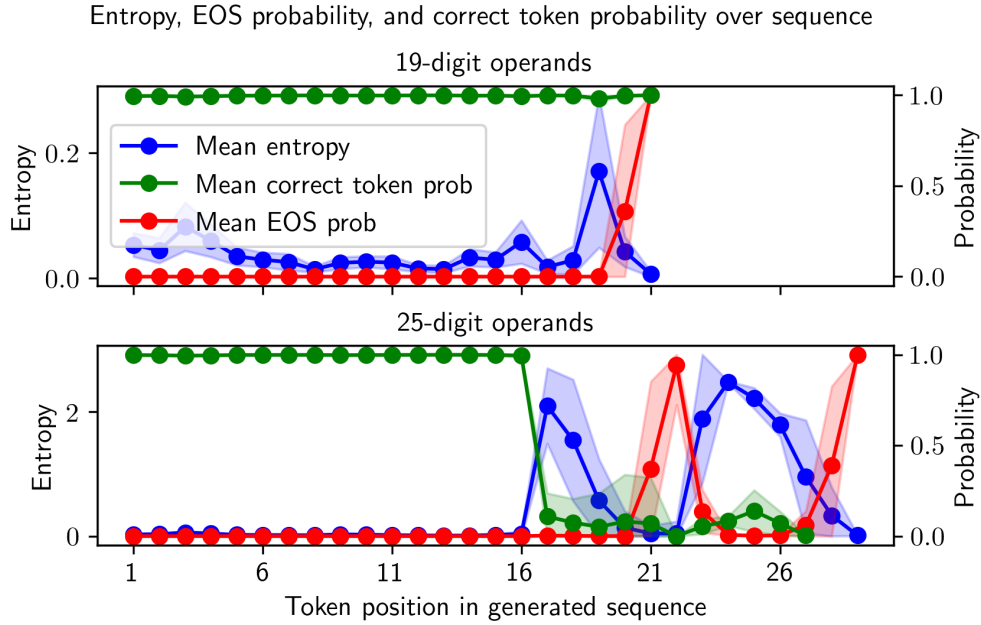 Entropy, EOS probability, and correct token probability over sequence
19-digit operands
Entropy
0.2
0.0
Mean entropy
Mean correct token prob
Mean EOS prob
1.0
0.5
0.0
Probability
25-digit operands
Entropy
2
0
1.0
0.5
0.0
Probability
1 6 11 16 21 26
Token position in generated sequence